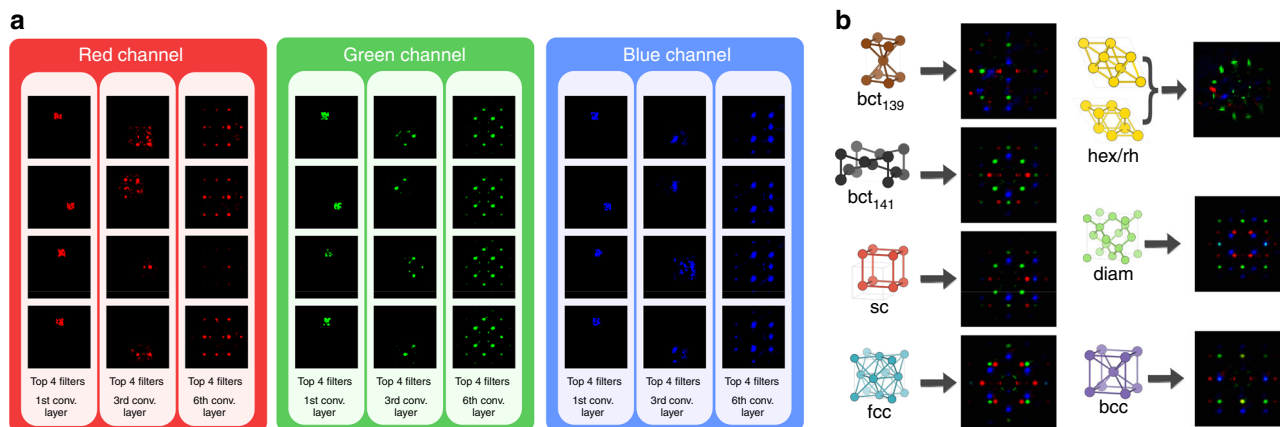 a
Red channel
Top 4 filters
1st conv.
layer
Top 4 filters
3rd conv.
layer
Top 4 filters
6th conv.
layer
Green channel
Top 4 filters
1st conv.
layer
Top 4 filters
3rd conv.
layer
Top 4 filters
6th conv.
layer
Blue channel
Top 4 filters
1st conv.
layer
Top 4 filters
3rd conv.
layer
Top 4 filters
6th conv.
layer
b
bct139
bct141
sc
fcc
hex/rh
diam
bcc